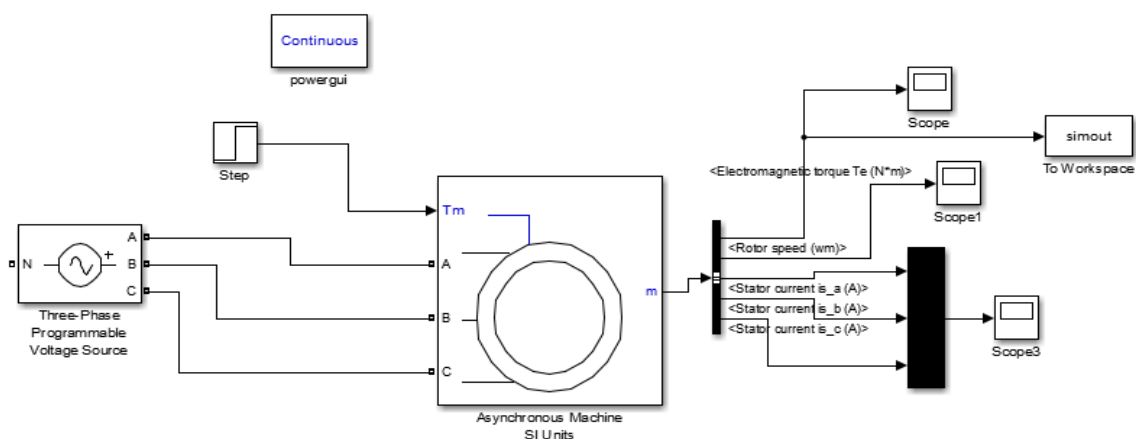 Continuous
powergui
Scope
simout
To Workspace
Step
<Electromagnetic torque Te (N*m)>
Scope1
Tm
A
N
+
B
C
<Rotor speed (wm)>
A
m
<Stator current is_a (A)>
B
<Stator current is_b (A)>
<Stator current is_c (A)>
Three-Phase
Programmable
Voltage Source
Scope3
C
Asynchronous Machine
SI Units